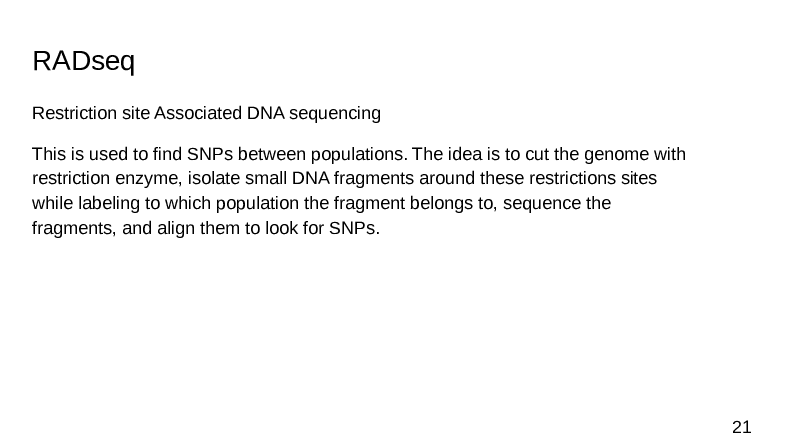 RADseq
Restriction site Associated DNA sequencing
This is used to find SNPs between populations. The idea is to cut the genome with
restriction enzyme, isolate small DNA fragments around these restrictions sites
while labeling to which population the fragment belongs to, sequence the
fragments, and align them to look for SNPs.
21